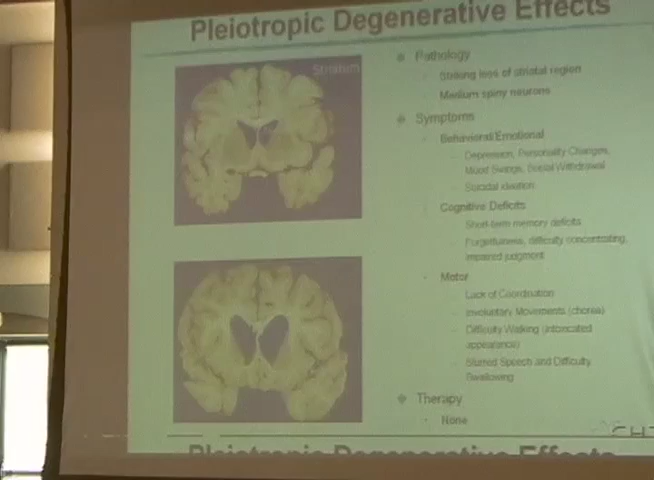 Pleiotropic Degenerative Effects
Striatum
Pathology
Striking loss of striatal region
Medium spiny neurons
Symptoms
Behavioral/Emotional
Depression, Personality Changes,
Mood Swings, Social Withdrawal
Suicidal ideation
Cognitive Deficits
Short-term memory deficits
Forgetfulness, difficulty concentrating,
impaired judgment
Motor
Lack of Coordination
Involuntary Movements (chorea)
Difficulty Walking (intoxicated
appearance)
Slurred Speech and Difficulty
Swallowing
Therapy
None
Pleiotropic Degenerative Effects